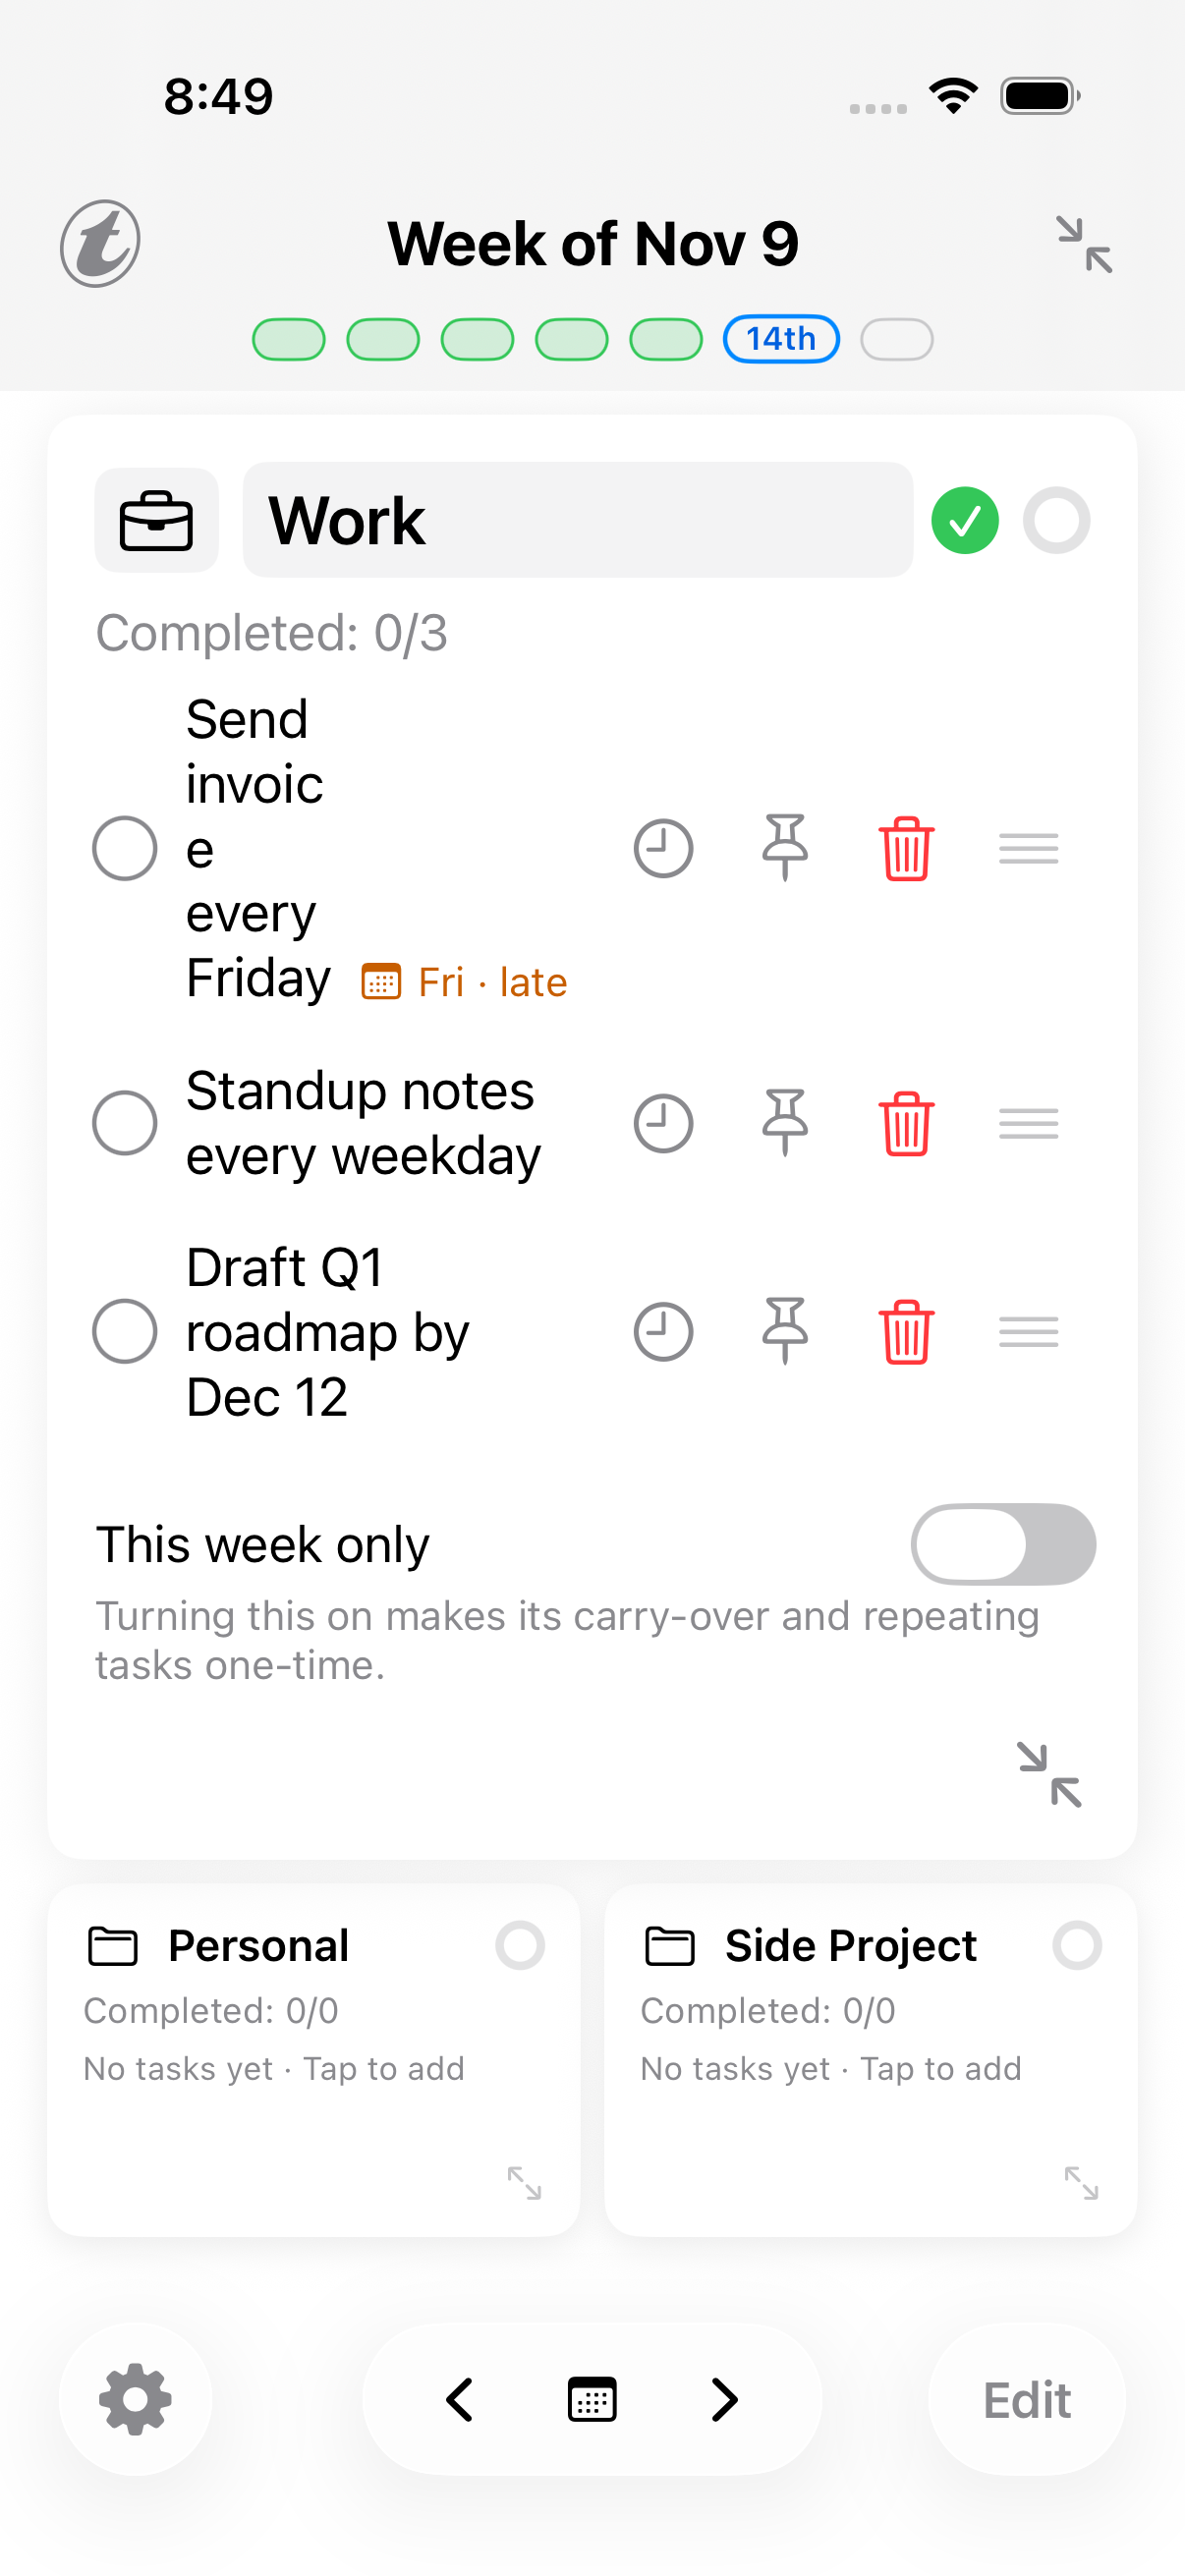 8:49
t
Week of Nov 9
14th
Work
Completed: 0/3
Send
invoic
e
every
Friday
Fri · late
Standup notes
every weekday
Draft Q1
roadmap by
Dec 12
This week only
Turning this on makes its carry-over and repeating
tasks one-time.
Personal
Completed: 0/0
No tasks yet · Tap to add
Side Project
Completed: 0/0
No tasks yet · Tap to add
Edit